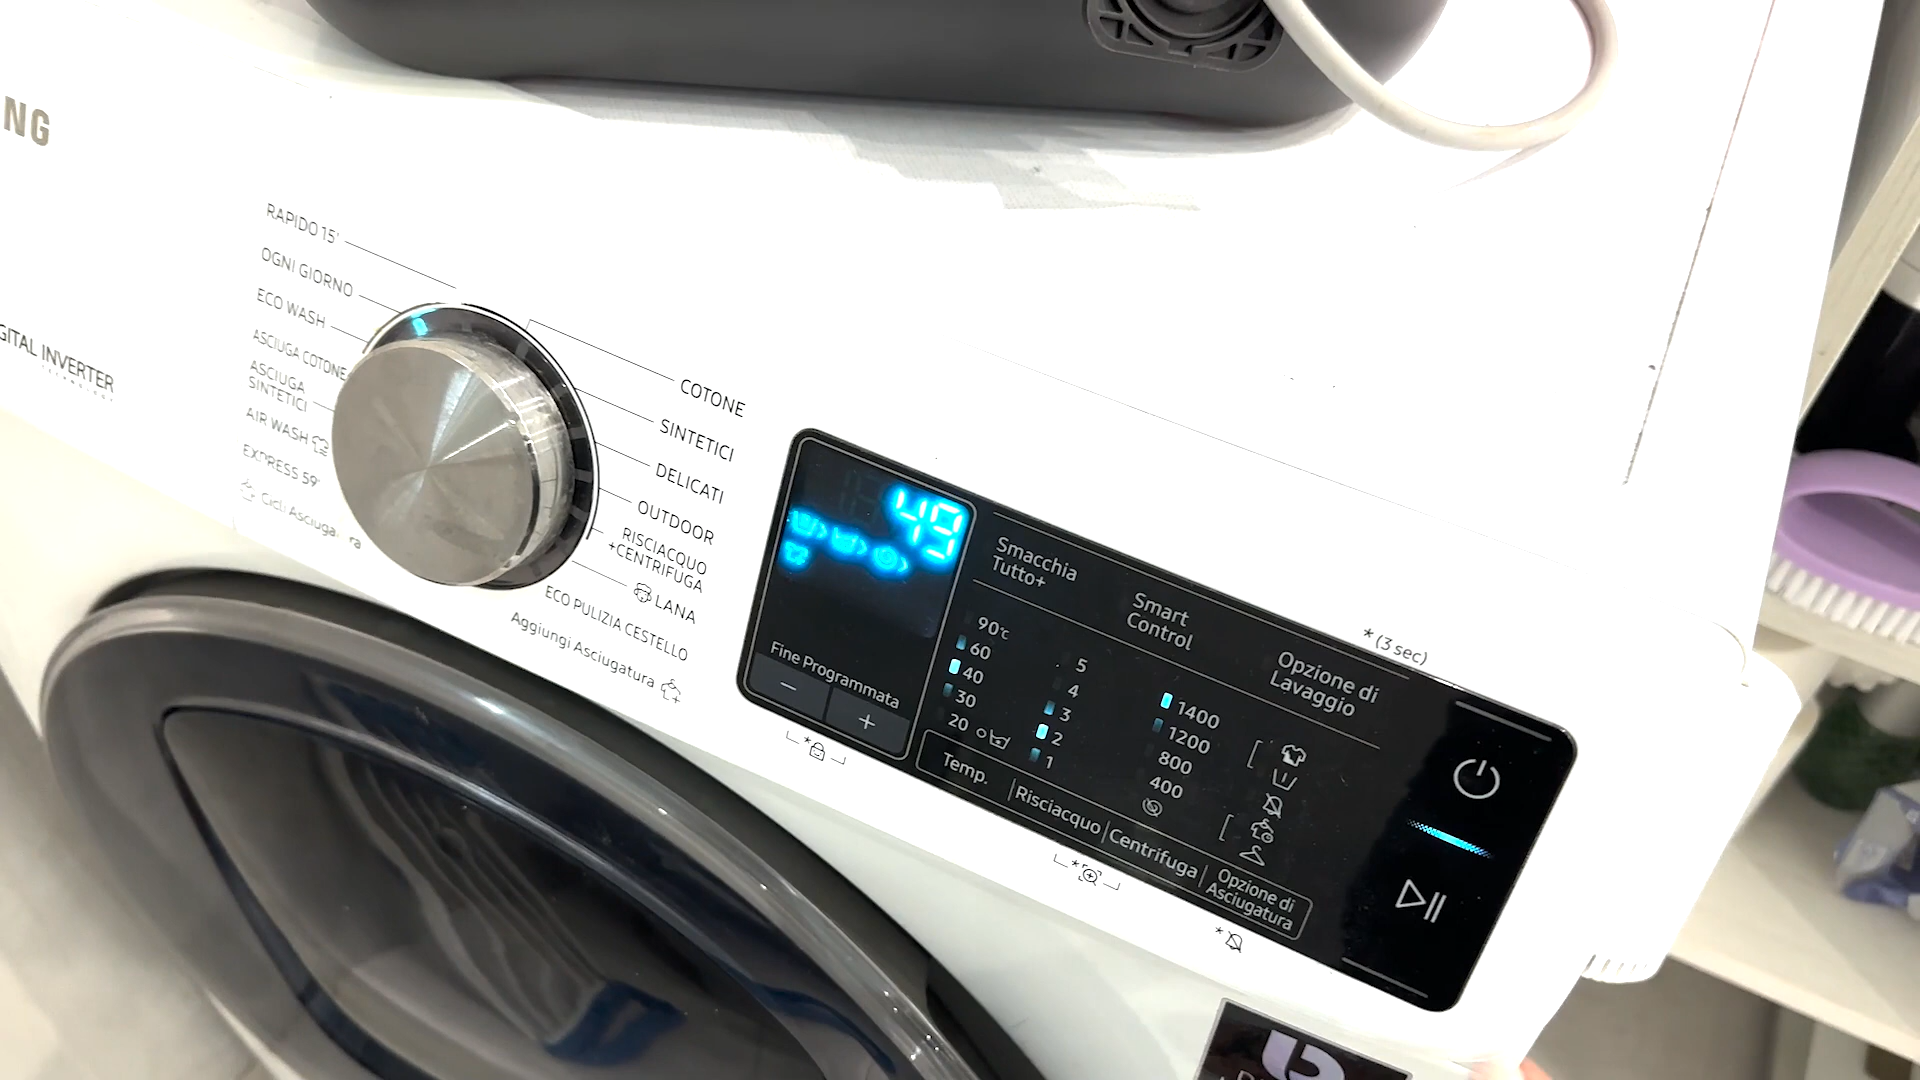 NG
GITAL INVERTER
RAPIDO 15'
OGNI GIORNO
ECO WASH
ASCIUGA COTONE
ASCIUGA
SINTETICI
AIR WASH
EXPRESS 59'
Cicli Asciuga ra
COTONE
SINTETICI
DELICATI
OUTDOOR
RISCIACQUO
+CENTRIFUGA
LANA
ECO PULIZIA CESTELLO
Aggiungi Asciugatura
49
Fine Programmata
- +
Smacchia
Tutto+
Smart
Control
Opzione di
Lavaggio
* (3 sec)
90°c
60
40
30
20
5
4
3
2
1
1400
1200
800
400
Temp.
Risciacquo
Centrifuga
Opzione di
Asciugatura
*
*
*